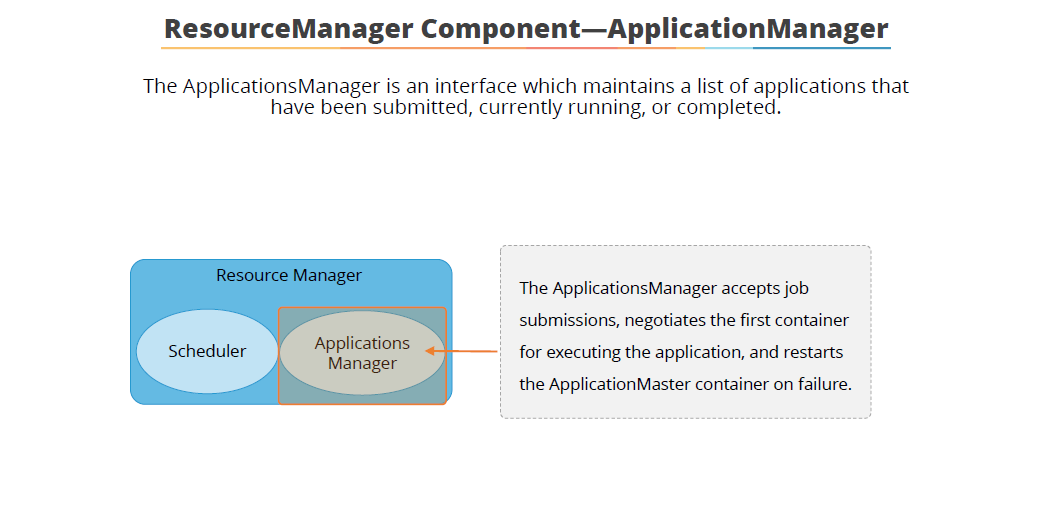 ResourceManager Component—ApplicationManager
The ApplicationsManager is an interface which maintains a list of applications that
have been submitted, currently running, or completed.
Resource Manager
Scheduler
Applications
Manager
The ApplicationsManager accepts job
submissions, negotiates the first container
for executing the application, and restarts
the ApplicationMaster container on failure.